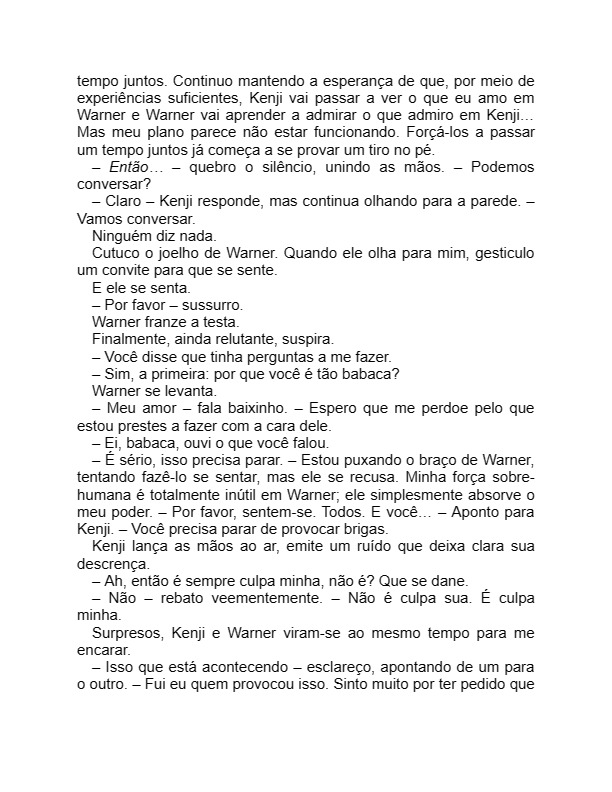 tempo juntos. Continuo mantendo a esperança de que, por meio de
experiências suficientes, Kenji vai passar a ver o que eu amo em
Warner e Warner vai aprender a admirar o que admiro em Kenji…
Mas meu plano parece não estar funcionando. Forçá-los a passar
um tempo juntos já começa a se provar um tiro no pé.
– Então… – quebro o silêncio, unindo as mãos. – Podemos
conversar?
– Claro – Kenji responde, mas continua olhando para a parede. –
Vamos conversar.
Ninguém diz nada.
Cutuco o joelho de Warner. Quando ele olha para mim, gesticulo
um convite para que se sente.
E ele se senta.
– Por favor – sussurro.
Warner franze a testa.
Finalmente, ainda relutante, suspira.
– Você disse que tinha perguntas a me fazer.
– Sim, a primeira: por que você é tão babaca?
Warner se levanta.
– Meu amor – fala baixinho. – Espero que me perdoe pelo que
estou prestes a fazer com a cara dele.
– Ei, babaca, ouvi o que você falou.
– É sério, isso precisa parar. – Estou puxando o braço de Warner,
tentando fazê-lo se sentar, mas ele se recusa. Minha força sobre-
humana é totalmente inútil em Warner; ele simplesmente absorve o
meu poder. – Por favor, sentem-se. Todos. E você… – Aponto para
Kenji. – Você precisa parar de provocar brigas.
Kenji lança as mãos ao ar, emite um ruído que deixa clara sua
descrença.
– Ah, então é sempre culpa minha, não é? Que se dane.
– Não – rebato veementemente. – Não é culpa sua. É culpa
minha.
Surpresos, Kenji e Warner viram-se ao mesmo tempo para me
encarar.
– Isso que está acontecendo – esclareço, apontando de um para
o outro. – Fui eu quem provocou isso. Sinto muito por ter pedido que